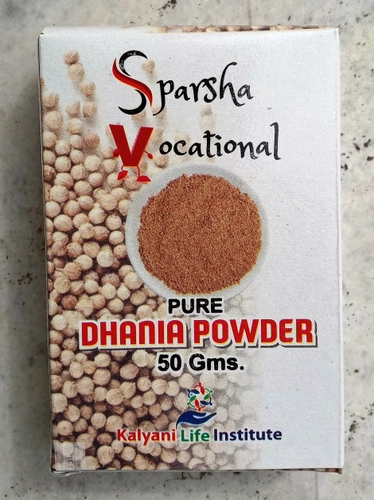 Sparsha
Vocational
PURE
DHANIA POWDER
50 Gms.
Kalyani Life Institute